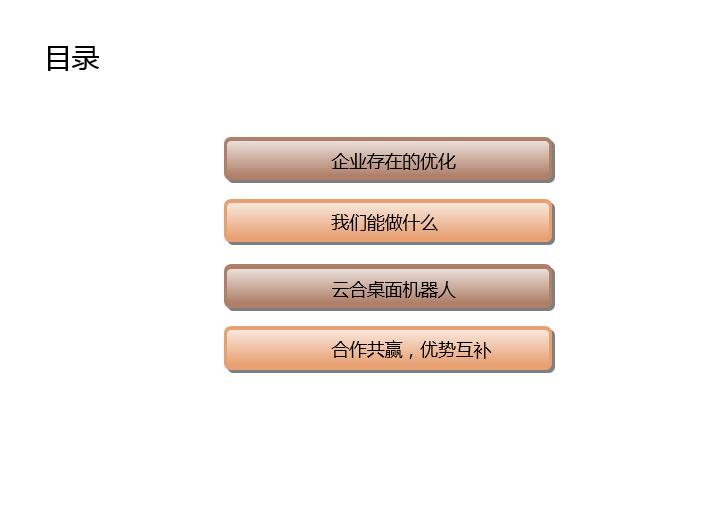 目录
企业存在的优化
我们能做什么
云合桌面机器人
合作共赢，优势互补